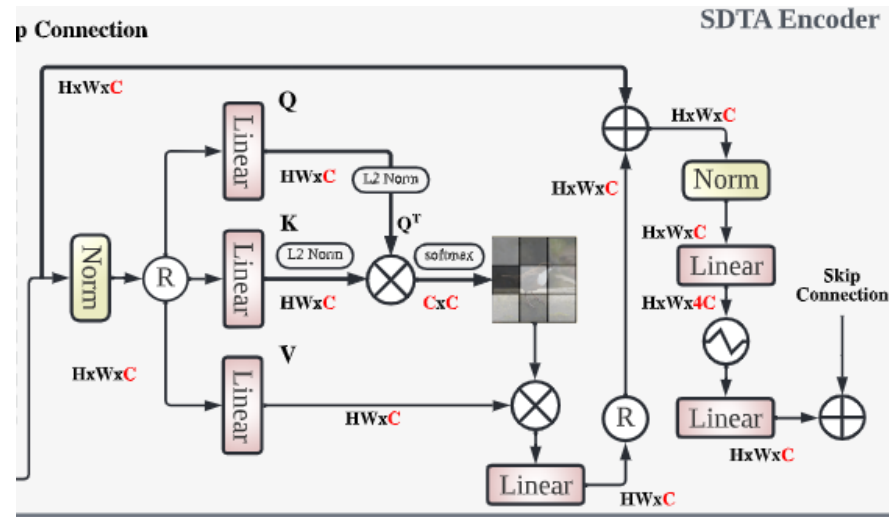 p Connection
SDTA Encoder
HxWxC
Q
Linear
HWxC
L2 Norm
Q^T
K
Norm
R
Linear
L2 Norm
HWxC
softmax
CxC
HxWxC
V
Linear
HWxC
Linear
HWxC
R
HxWxC
HxWxC
Norm
HxWxC
Linear
HxWx4C
Skip
Connection
Linear
HxWxC